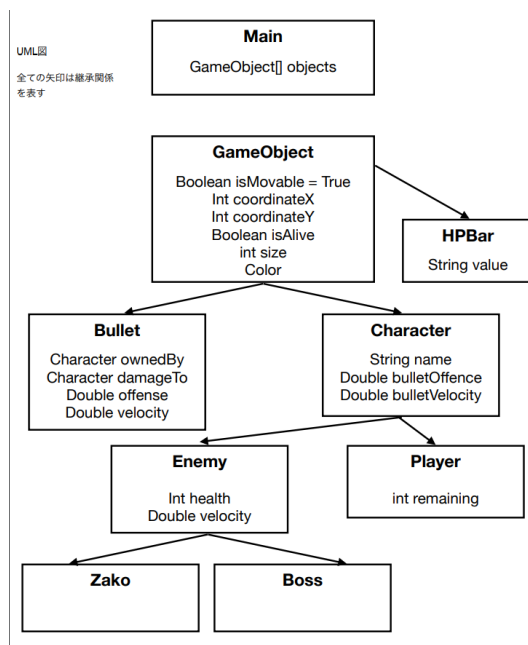 UML図
全ての矢印は継承関係
を表す
Main
GameObject[] objects
GameObject
Boolean isMovable = True
Int coordinateX
Int coordinateY
Boolean isAlive
int size
Color
HPBar
String value
Bullet
Character ownedBy
Character damageTo
Double offense
Double velocity
Character
String name
Double bulletOffence
Double bulletVelocity
Enemy
Int health
Double velocity
Player
int remaining
Zako
Boss